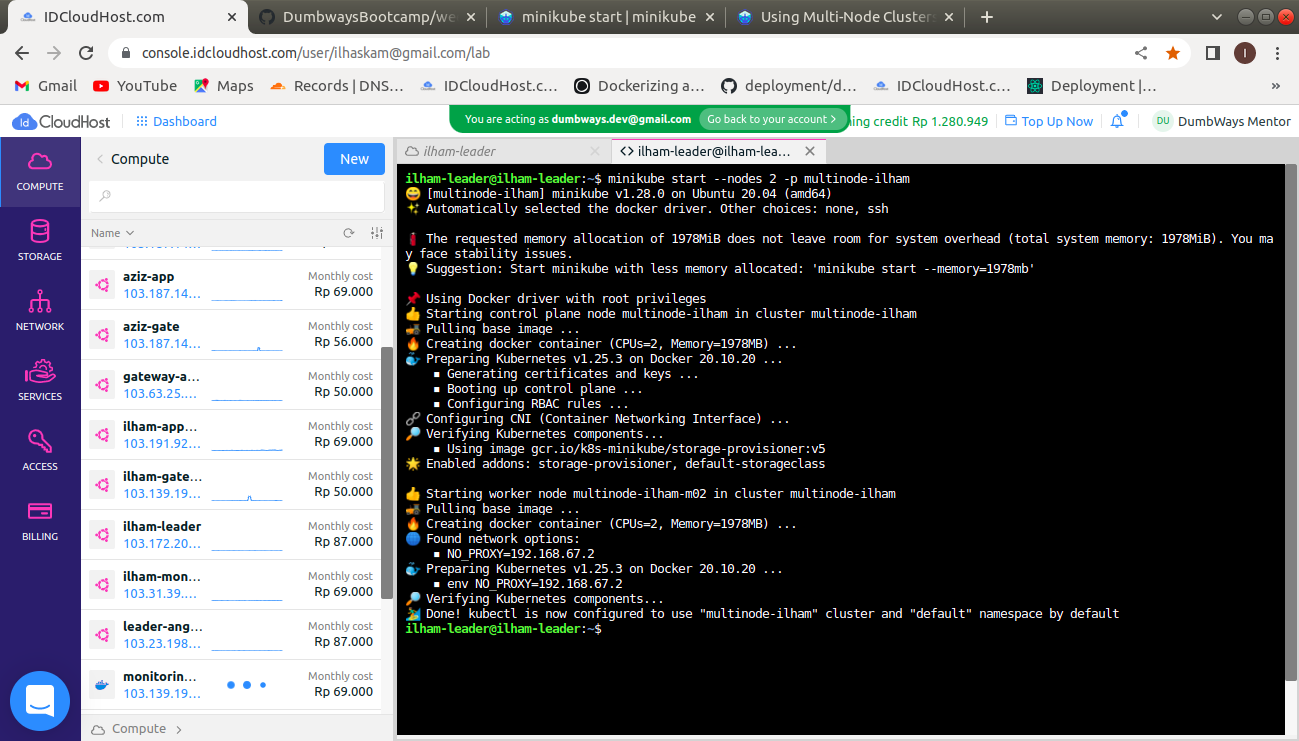 IDCloudHost.com
DumbwaysBootcamp/we
minikube start | minikube
Using Multi-Node Clusters
console.idcloudhost.com/user/ilhaskam@gmail.com/lab
I
Gmail
YouTube
Maps
Records | DNS...
IDCloudHost.c...
Dockerizing a...
deployment/d...
IDCloudHost.c...
Deployment |...
»
Id CloudHost
Dashboard
You are acting as dumbways.dev@gmail.com
Go back to your account >
ning credit Rp 1.280.949
Top Up Now
DU
DumbWays Mentor
COMPUTE
STORAGE
NETWORK
SERVICES
ACCESS
BILLING
Compute
New
Name
aziz-app
Monthly cost
103.187.14...
Rp 69.000
aziz-gate
Monthly cost
103.187.14...
Rp 56.000
gateway-a...
Monthly cost
103.63.25....
Rp 50.000
ilham-app...
Monthly cost
103.191.92...
Rp 69.000
ilham-gate...
Monthly cost
103.139.19...
Rp 50.000
ilham-leader
Monthly cost
103.172.20...
Rp 87.000
ilham-mon...
Monthly cost
103.31.39....
Rp 69.000
leader-ang...
Monthly cost
103.23.198...
Rp 87.000
monitorin...
Monthly cost
103.139.19...
Rp 69.000
Compute >
ilham-leader
<> ilham-leader@ilham-lea...
ilham-leader@ilham-leader:~$ minikube start --nodes 2 -p multinode-ilham
😄 [multinode-ilham] minikube v1.28.0 on Ubuntu 20.04 (amd64)
✨ Automatically selected the docker driver. Other choices: none, ssh
🧯 The requested memory allocation of 1978MiB does not leave room for system overhead (total system memory: 1978MiB). You ma
y face stability issues.
💡 Suggestion: Start minikube with less memory allocated: 'minikube start --memory=1978mb'
📌 Using Docker driver with root privileges
👍 Starting control plane node multinode-ilham in cluster multinode-ilham
🚜 Pulling base image ...
🔥 Creating docker container (CPUs=2, Memory=1978MB) ...
🐳 Preparing Kubernetes v1.25.3 on Docker 20.10.20 ...
▪ Generating certificates and keys ...
▪ Booting up control plane ...
▪ Configuring RBAC rules ...
🔗 Configuring CNI (Container Networking Interface) ...
🔎 Verifying Kubernetes components...
▪ Using image gcr.io/k8s-minikube/storage-provisioner:v5
🌟 Enabled addons: storage-provisioner, default-storageclass
👍 Starting worker node multinode-ilham-m02 in cluster multinode-ilham
🚜 Pulling base image ...
🔥 Creating docker container (CPUs=2, Memory=1978MB) ...
🌐 Found network options:
▪ NO_PROXY=192.168.67.2
🐳 Preparing Kubernetes v1.25.3 on Docker 20.10.20 ...
▪ env NO_PROXY=192.168.67.2
🔎 Verifying Kubernetes components...
🏄 Done! kubectl is now configured to use "multinode-ilham" cluster and "default" namespace by default
ilham-leader@ilham-leader:~$